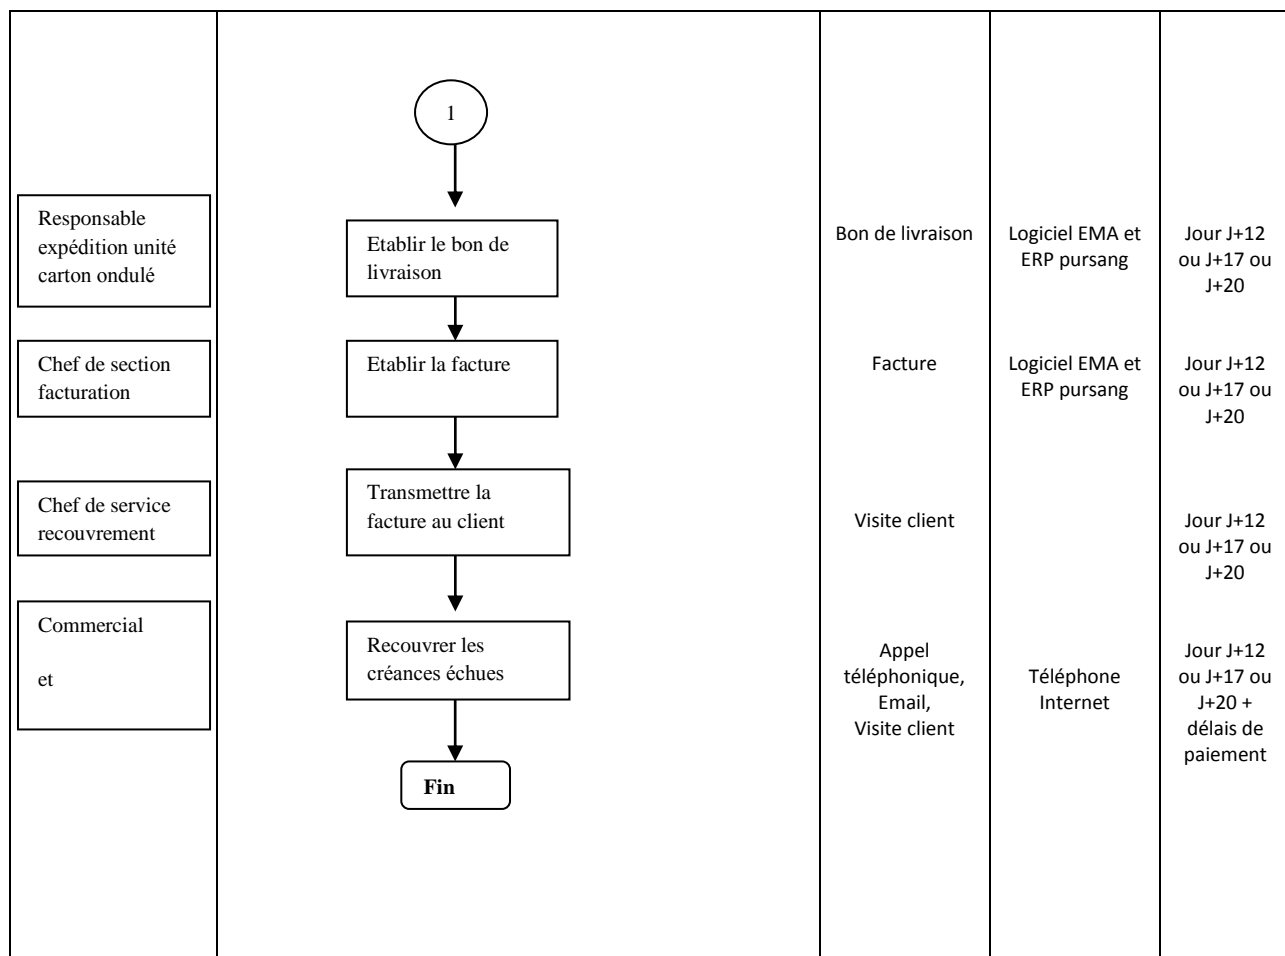 1
Responsable
expédition unité
carton ondulé
Etablir le bon de
livraison
Bon de livraison
Logiciel EMA et
ERP pursang
Jour J+12
ou J+17 ou
J+20
Chef de section
facturation
Etablir la facture
Facture
Logiciel EMA et
ERP pursang
Jour J+12
ou J+17 ou
J+20
Chef de service
recouvrement
Transmettre la
facture au client
Visite client
Jour J+12
ou J+17 ou
J+20
Commercial
et
Recouvrer les
créances échues
Appel
téléphonique,
Email,
Visite client
Téléphone
Internet
Jour J+12
ou J+17 ou
J+20 +
délais de
paiement
Fin